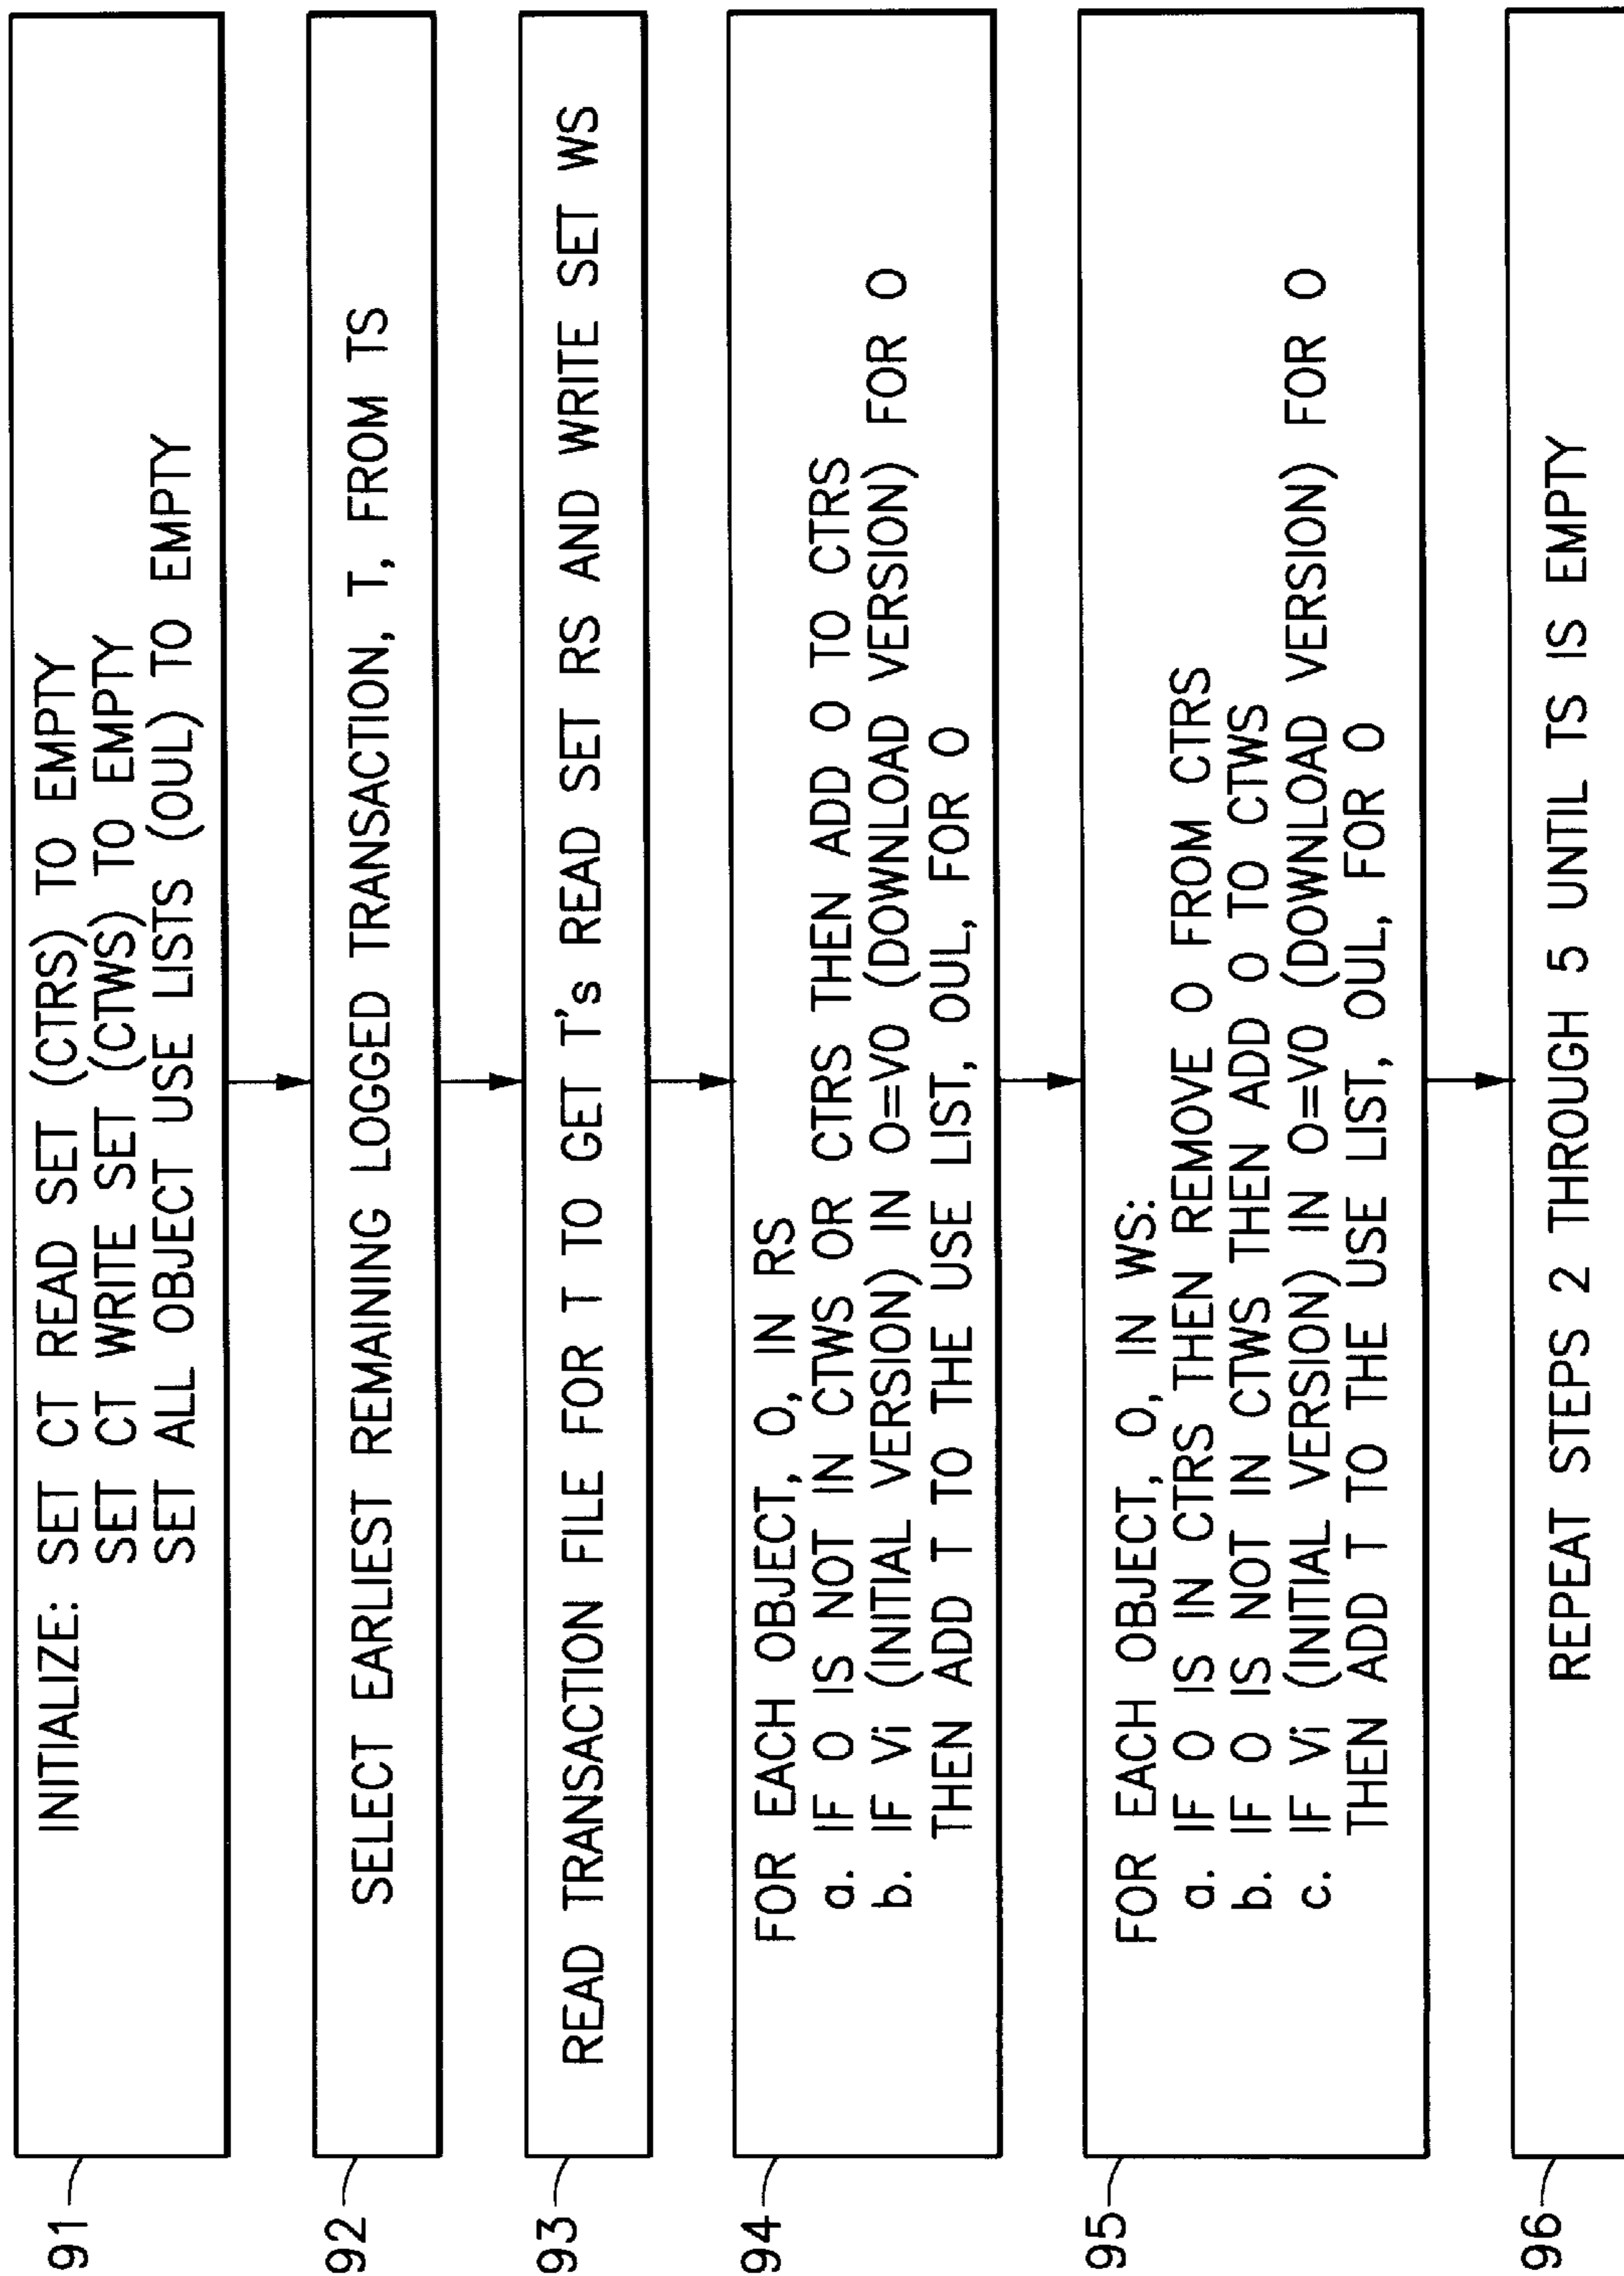 91
INITIALIZE: SET CT READ SET (CTRS) TO EMPTY
SET CT WRITE SET (CTWS) TO EMPTY
SET ALL OBJECT USE LISTS (OUL) TO EMPTY
92
SELECT EARLIEST REMAINING LOGGED TRANSACTION, T, FROM TS
93
READ TRANSACTION FILE FOR T TO GET T's READ SET RS AND WRITE SET WS
94
FOR EACH OBJECT, O, IN RS
a. IF O IS NOT IN CTWS OR CTRS THEN ADD O TO CTRS
b. IF Vi (INITIAL VERSION) IN O=VO (DOWNLOAD VERSION) FOR O
THEN ADD T TO THE USE LIST, OUL, FOR O
95
FOR EACH OBJECT, O, IN WS:
a. IF O IS IN CTRS THEN REMOVE O FROM CTRS
b. IF O IS NOT IN CTWS THEN ADD O TO CTWS
c. IF Vi (INITIAL VERSION) IN O=VO (DOWNLOAD VERSION) FOR O
THEN ADD T TO THE USE LIST, OUL, FOR O
96
REPEAT STEPS 2 THROUGH 5 UNTIL TS IS EMPTY